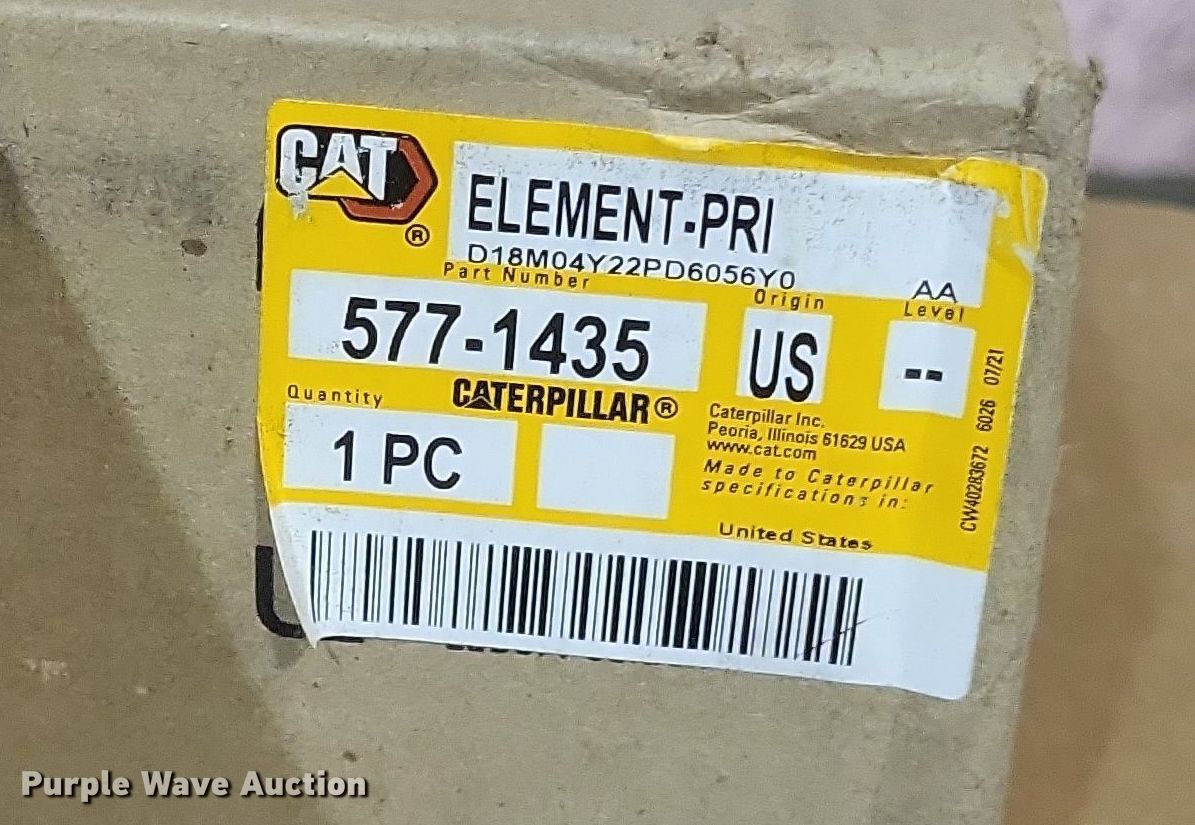 CAT
®
ELEMENT-PRI
D18M04Y22PD6056Y0
AA
Part Number
Origin
Level
577-1435
US
--
Quantity
CATERPILLAR®
1 PC
Caterpillar Inc.
Peoria, Illinois 61629 USA
www.cat.com
Made to Caterpillar
specifications in:
United States
CW40283672 6026 07/21
Purple Wave Auction